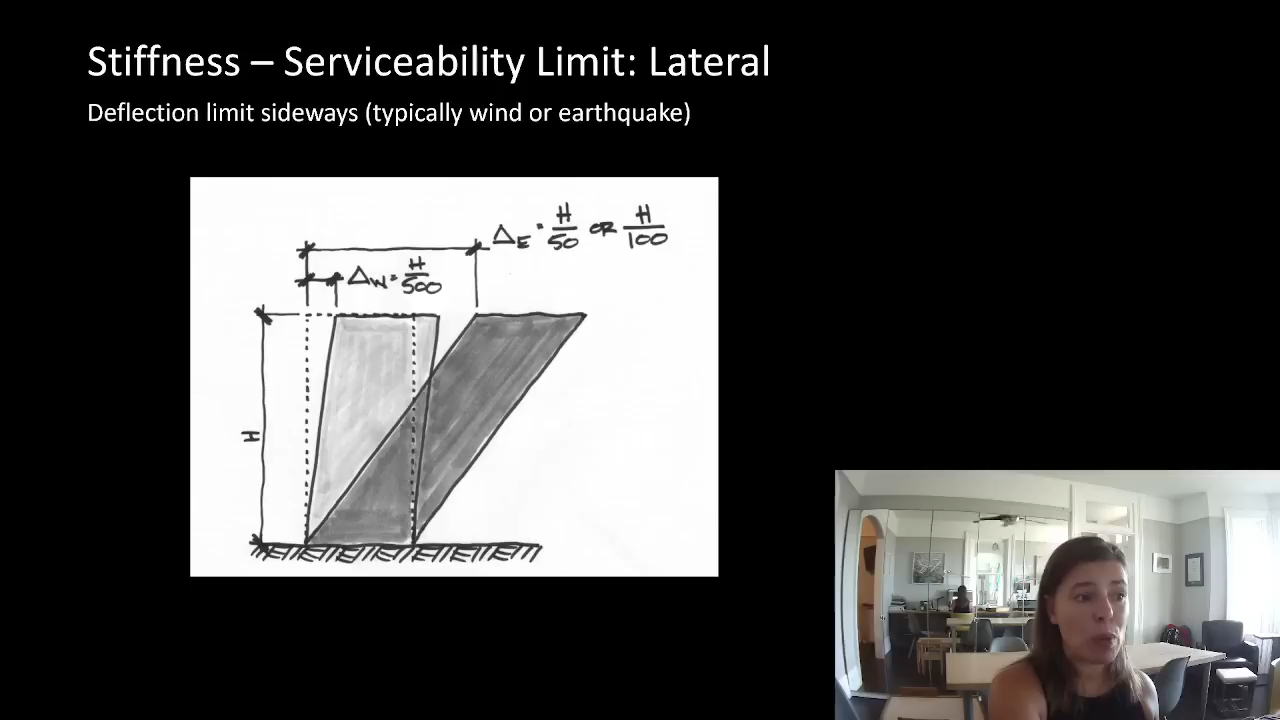 Stiffness – Serviceability Limit: Lateral
Deflection limit sideways (typically wind or earthquake)
ΔE = H/50 OR H/100
ΔW = H/500
H